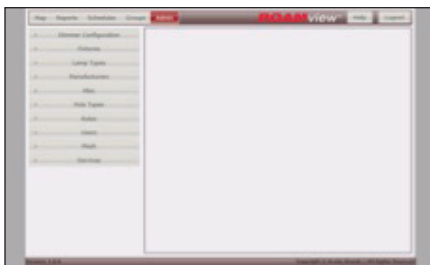 Map Reports Schedules Groups Admin ROAMview Help Logout
Dimmer Configuration
Fixtures
Lamp Types
Manufacturers
Misc
Pole Types
Roles
Users
Mesh
Services